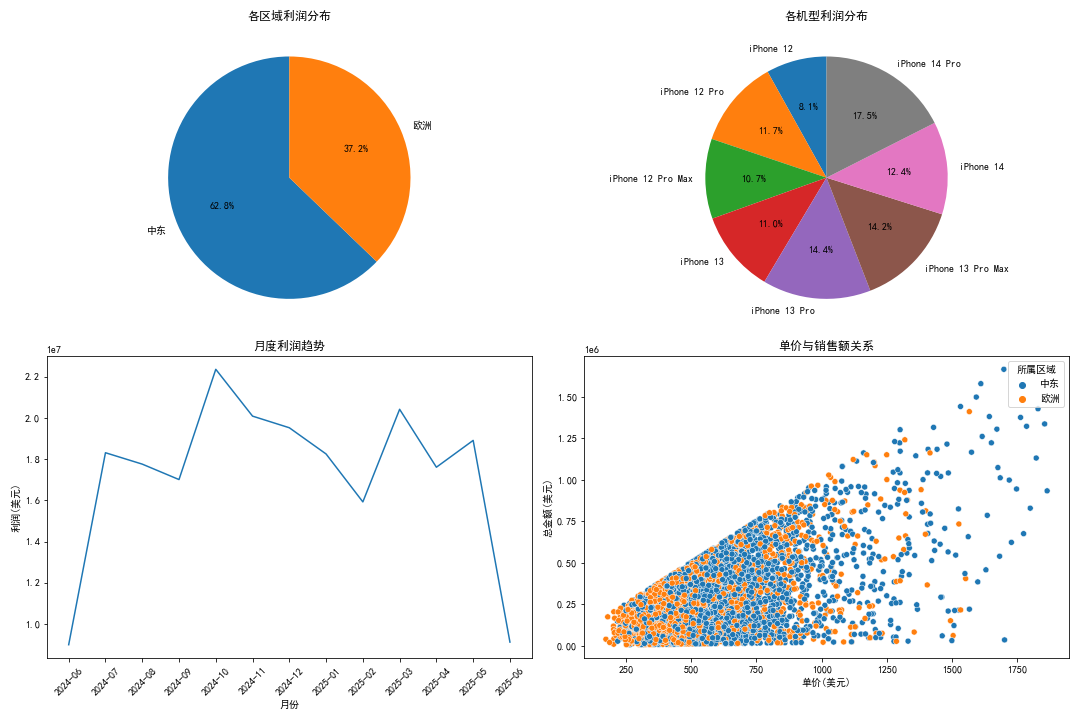 各区域利润分布
欧洲
37.2%
62.8%
中东
各机型利润分布
iPhone 12
iPhone 14 Pro
iPhone 12 Pro
8.1%
17.5%
11.7%
iPhone 12 Pro Max
10.7%
12.4%
iPhone 14
11.0%
14.2%
iPhone 13
14.4%
iPhone 13 Pro Max
iPhone 13 Pro
月度利润趋势
1e7
2.2
2.0
1.8
1.6
1.4
1.2
1.0
利润(美元)
2024-06
2024-07
2024-08
2024-09
2024-10
2024-11
2024-12
2025-01
2025-02
2025-03
2025-04
2025-05
2025-06
月份
单价与销售额关系
1e6
所属区域
中东
欧洲
1.50
1.25
1.00
0.75
0.50
0.25
0.00
总金额(美元)
250
500
750
1000
1250
1500
1750
单价(美元)